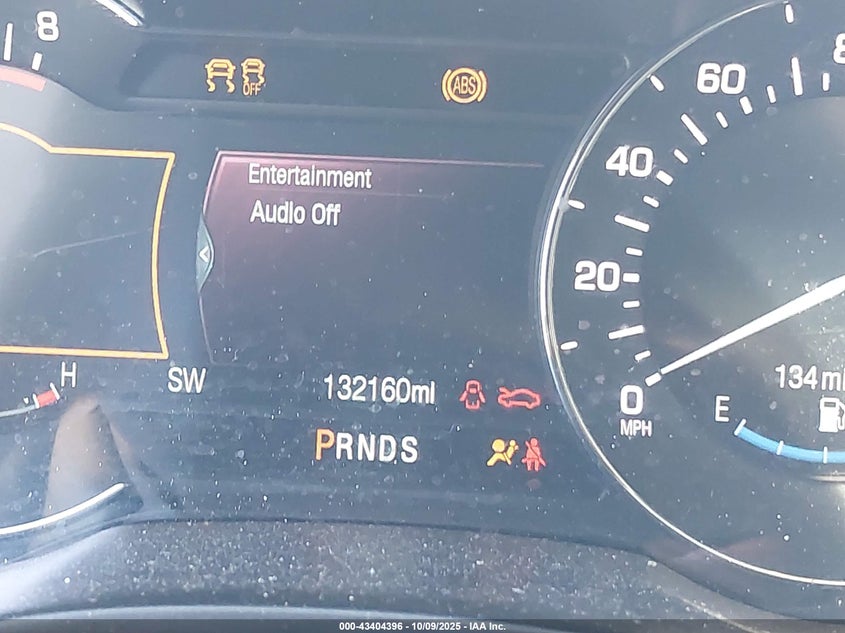 8
OFF
ABS
60
8
Entertainment
40
Audio Off
20
H
SW
132160mi
134mi
0
MPH
E
PRNDS
000-43404396 - 10/09/2025 - IAA Inc.